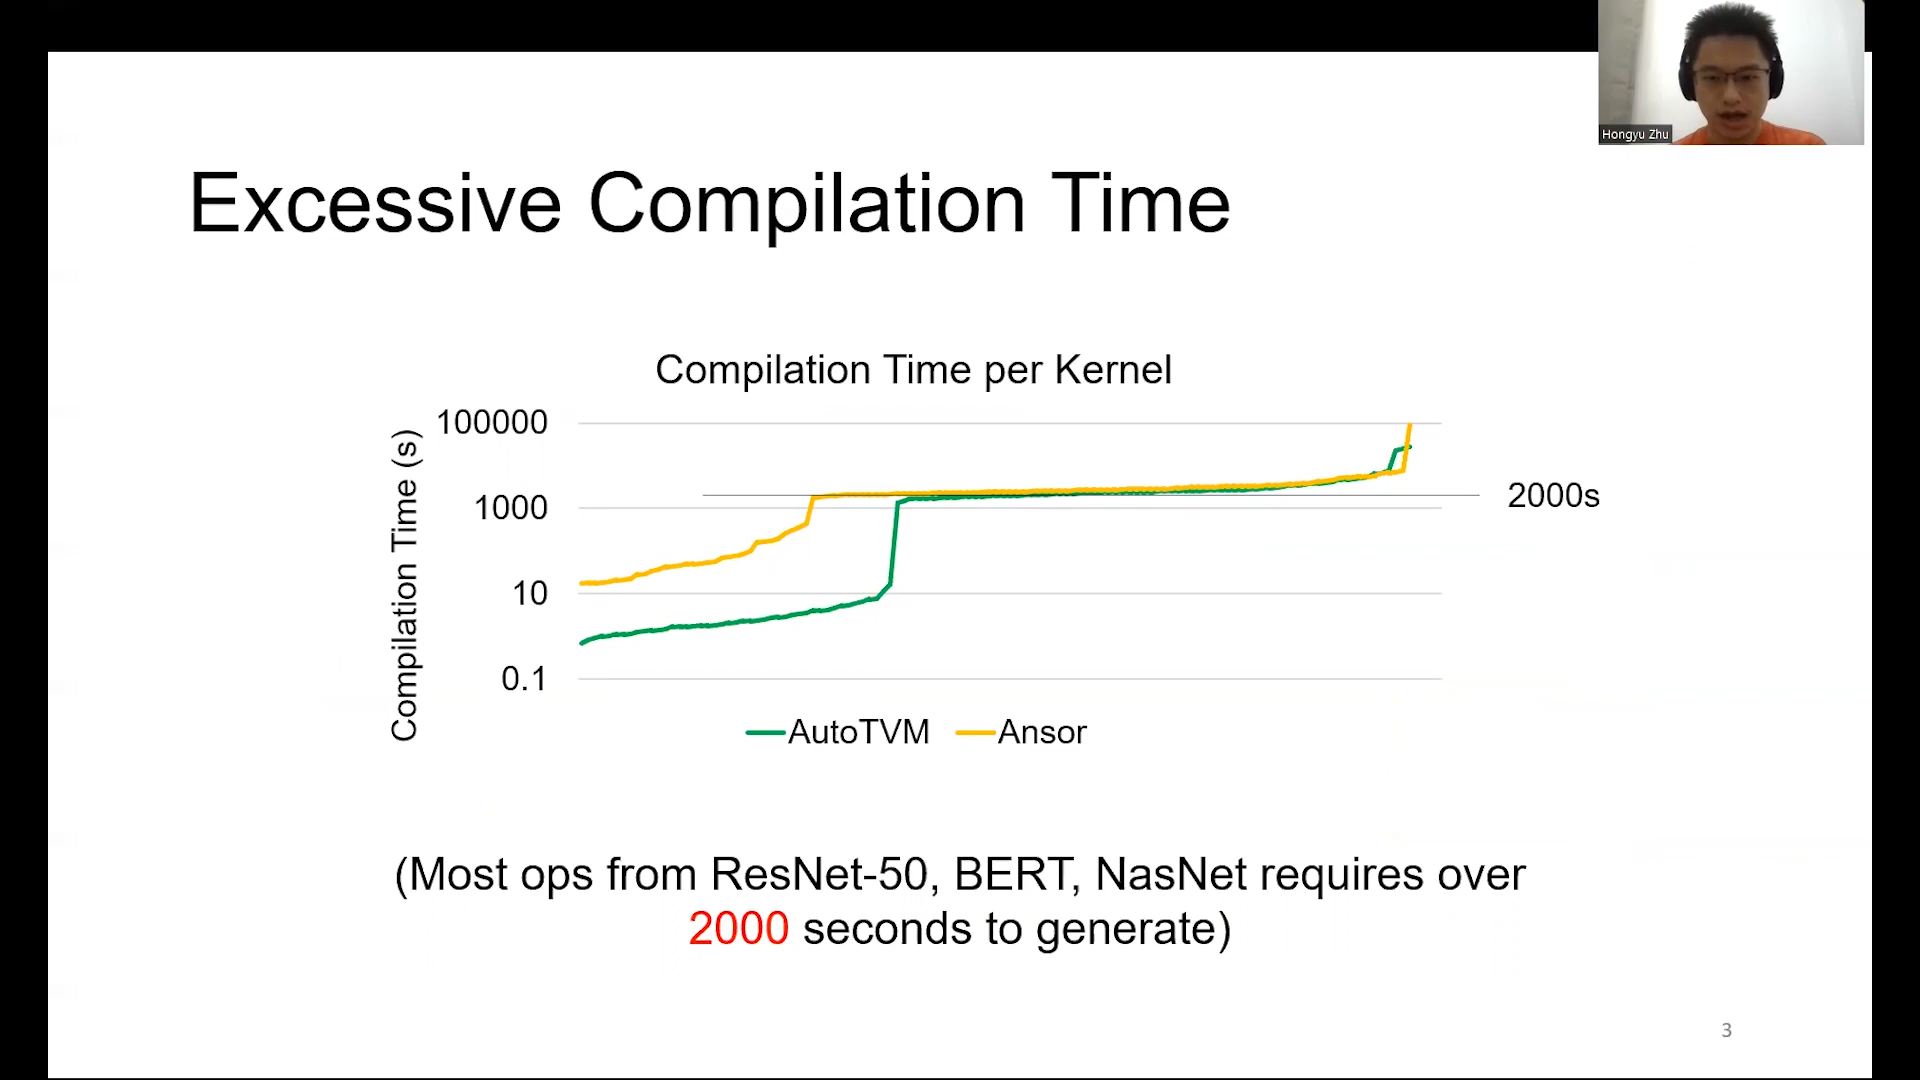 Hongyu Zhu
Excessive Compilation Time
Compilation Time per Kernel
Compilation Time (s)
100000
1000
10
0.1
2000s
AutoTVM
Ansor
(Most ops from ResNet-50, BERT, NasNet requires over
2000 seconds to generate)
3